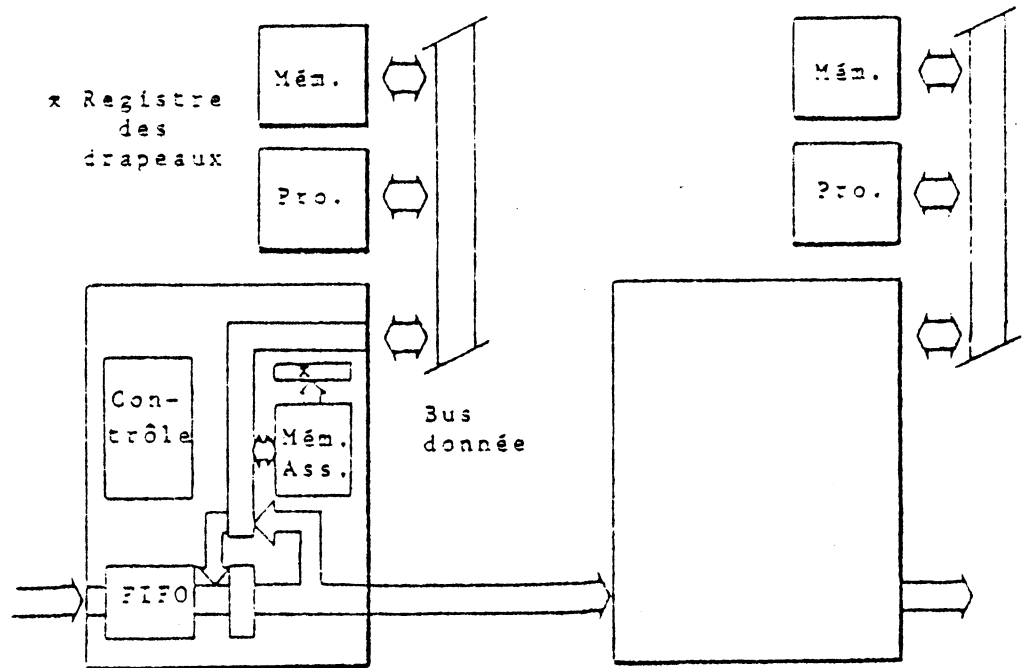 Mém.
Mém.
* Registre
des
drapeaux
Pro.
Pro.
x
Con-
trôle
Mém.
Ass.
Bus
donnée
FIFO